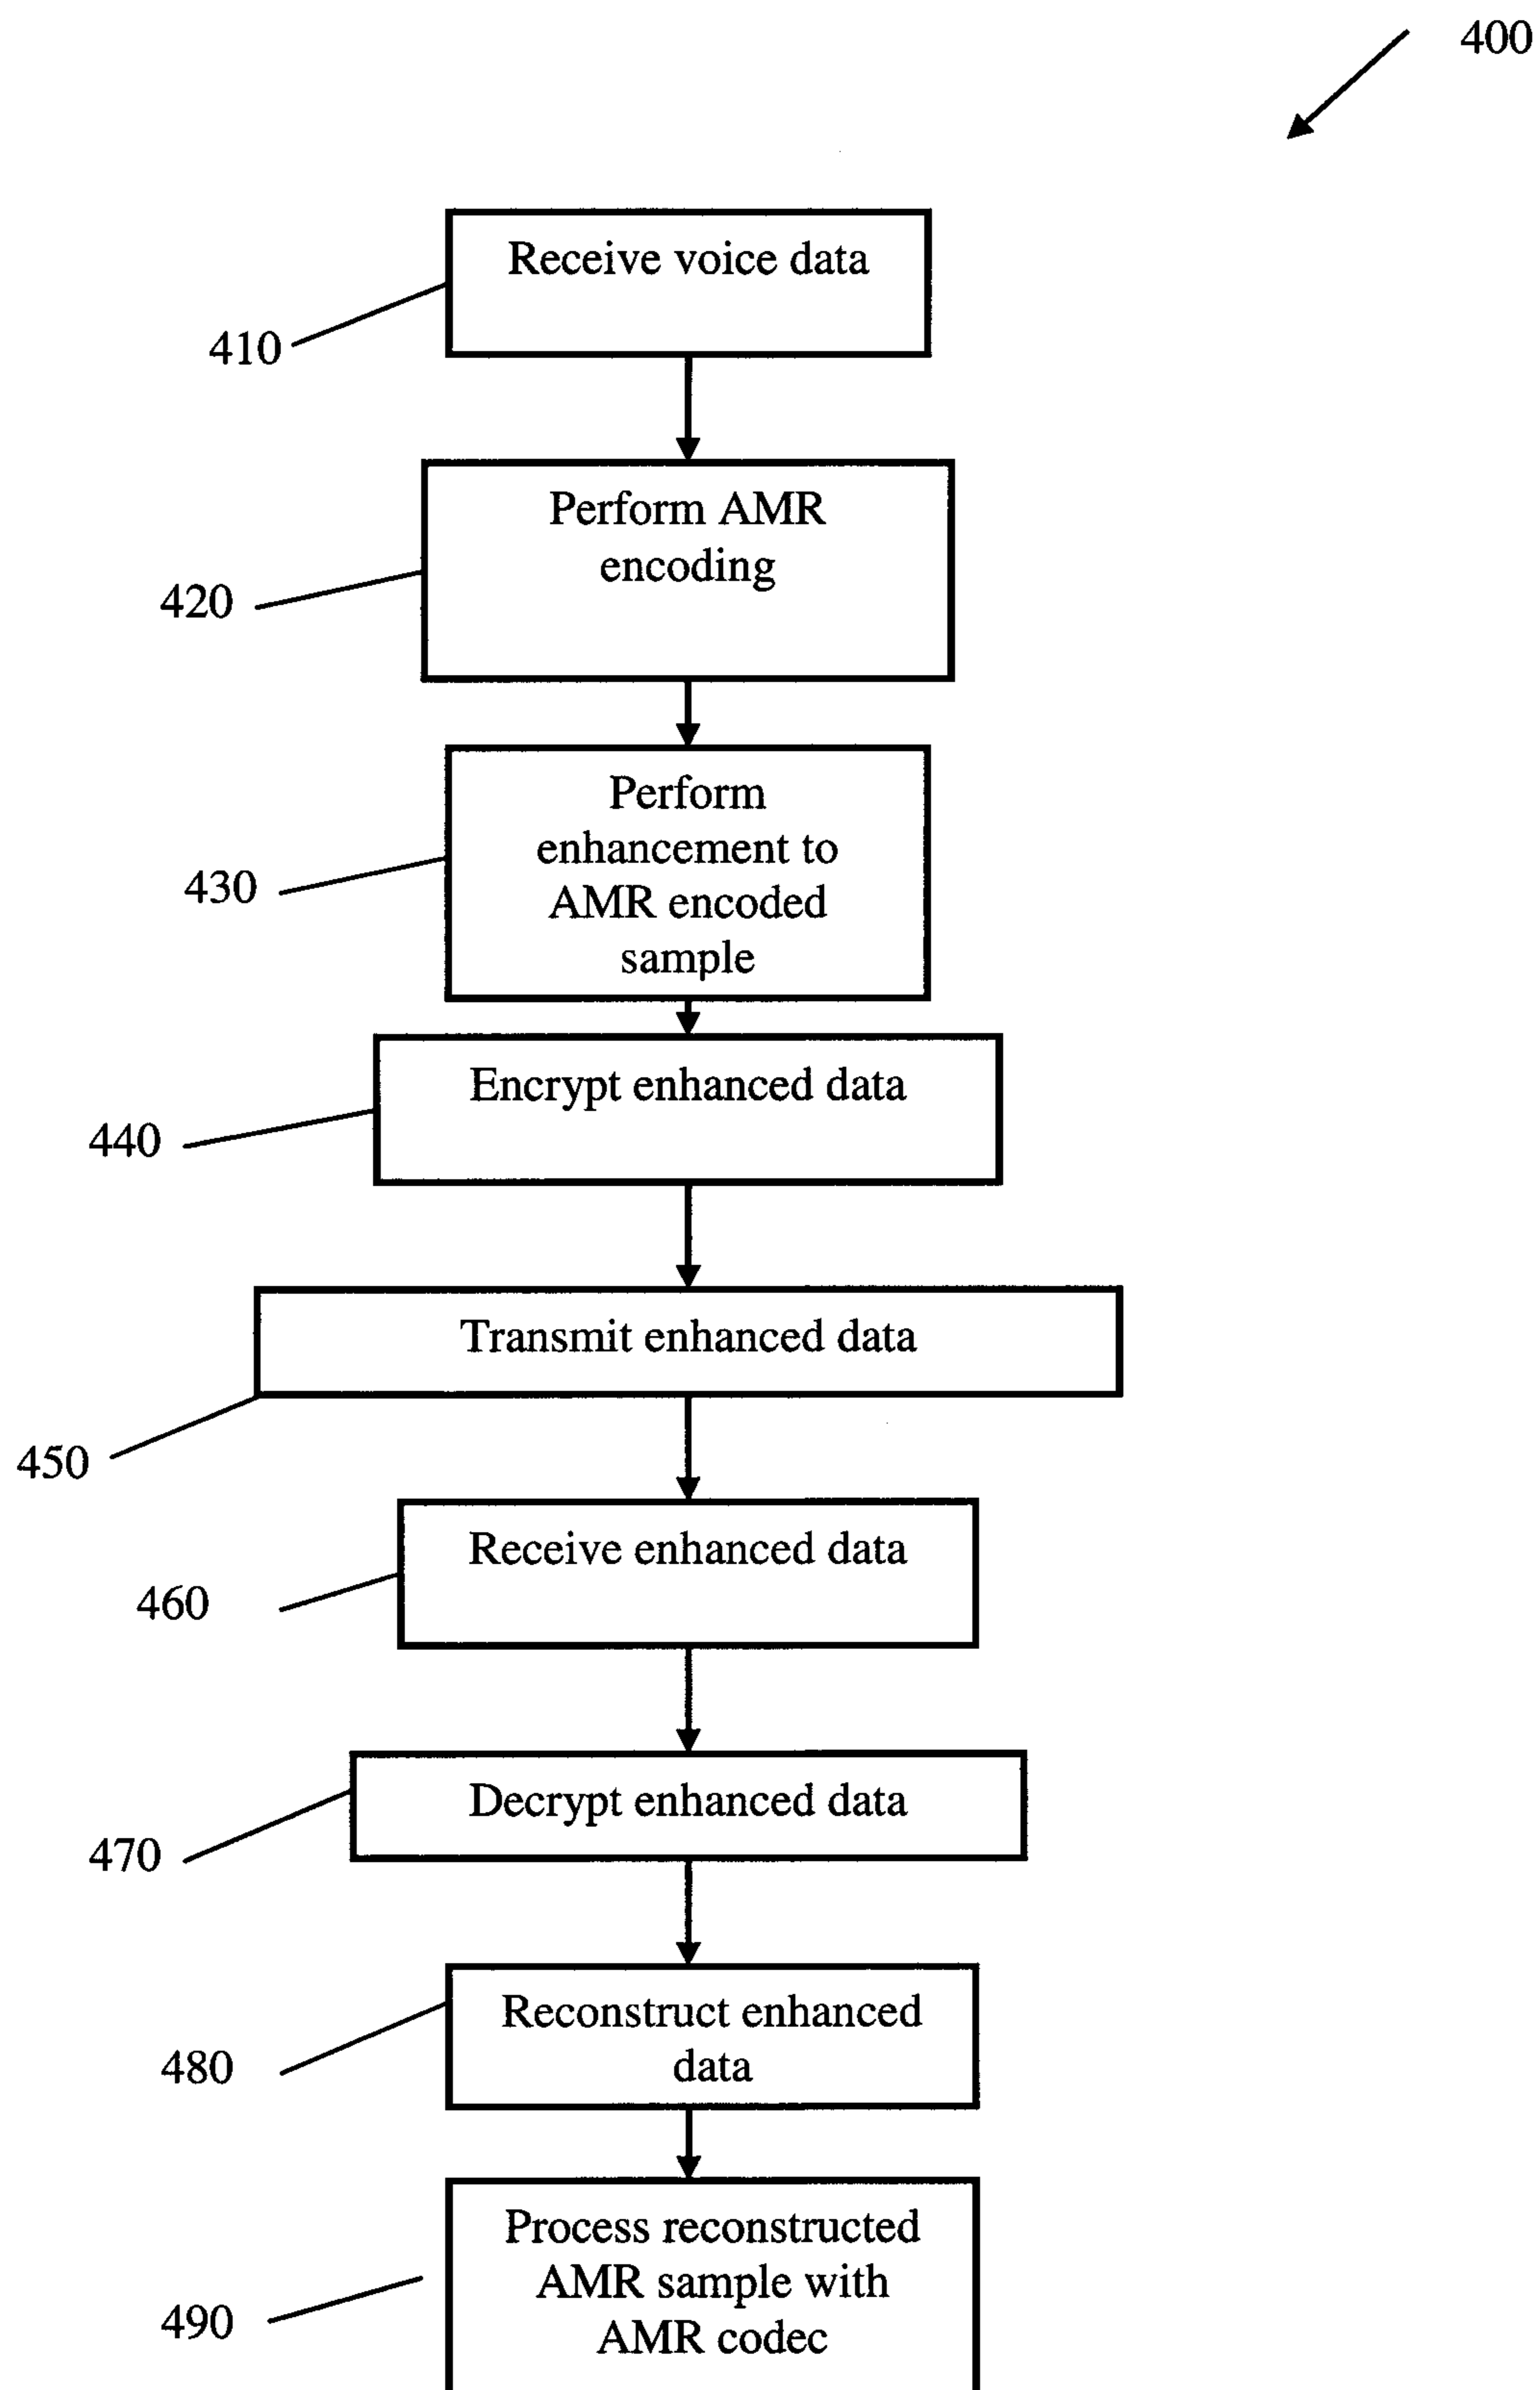 400
Receive voice data
410
Perform AMR
encoding
420
Perform
enhancement to
AMR encoded
sample
430
Encrypt enhanced data
440
Transmit enhanced data
450
Receive enhanced data
460
Decrypt enhanced data
470
Reconstruct enhanced
data
480
Process reconstructed
AMR sample with
AMR codec
490